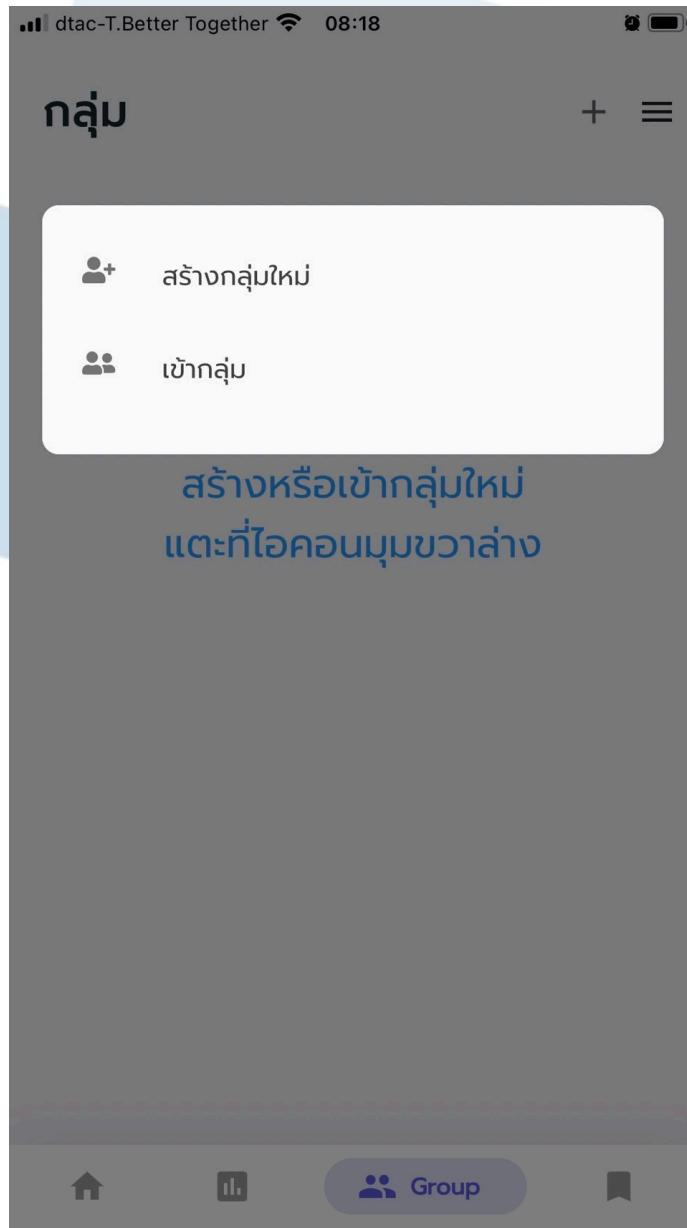 dtac-T.Better Together 08:18
กลุ่ม
สร้างกลุ่มใหม่
เข้ากลุ่ม
สร้างหรือเข้ากลุ่มใหม่
แตะที่ไอคอนมุมขวาล่าง
Group